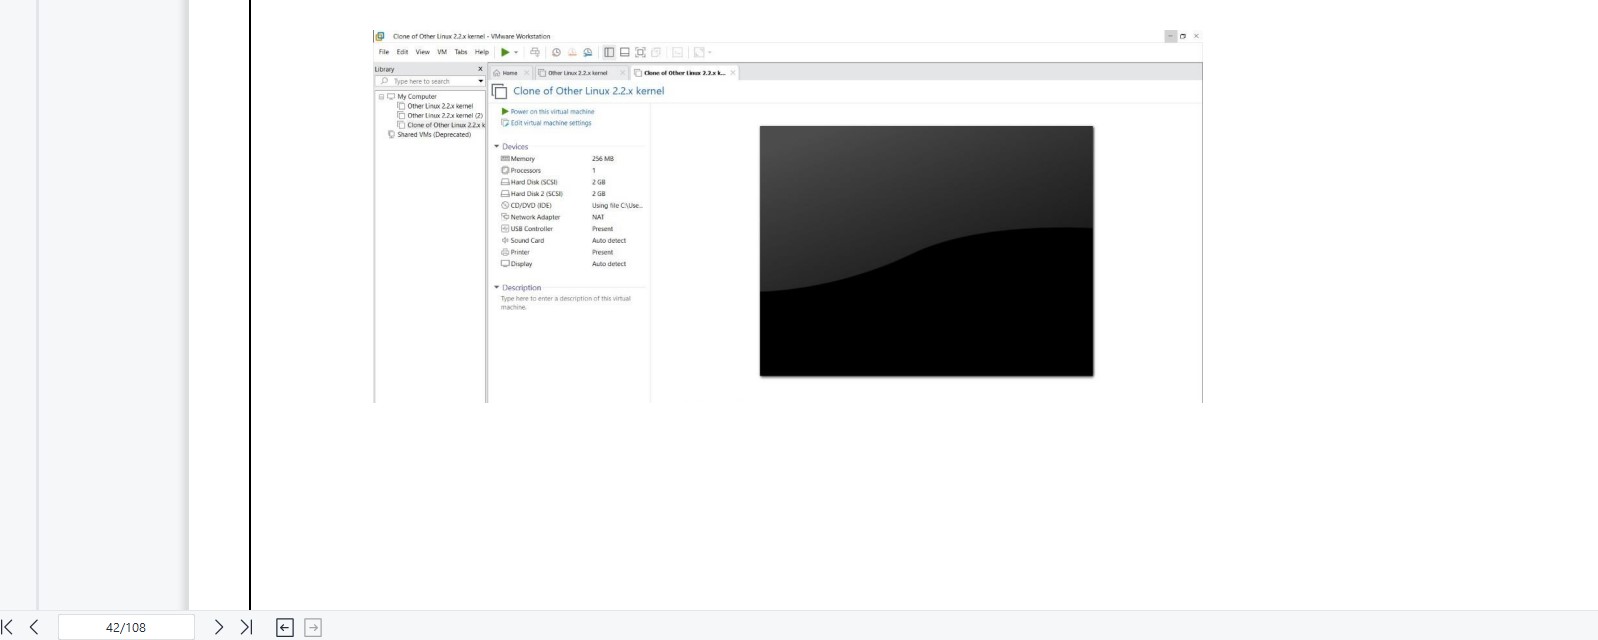 Clone of Other Linux 2.2.x kernel - VMware Workstation
File Edit View VM Tabs Help
Library
Type here to search
My Computer
Other Linux 2.2.x kernel
Other Linux 2.2.x kernel (2)
Clone of Other Linux 2.2.x k
Shared VMs (Deprecated)
Home Other Linux 2.2.x kernel Clone of Other Linux 2.2.x k...
Clone of Other Linux 2.2.x kernel
Power on this virtual machine
Edit virtual machine settings
Devices
Memory 256 MB
Processors 1
Hard Disk (SCSI) 2 GB
Hard Disk 2 (SCSI) 2 GB
CD/DVD (IDE) Using file C:\Use...
Network Adapter NAT
USB Controller Present
Sound Card Auto detect
Printer Present
Display Auto detect
Description
Type here to enter a description of this virtual
machine.
42/108